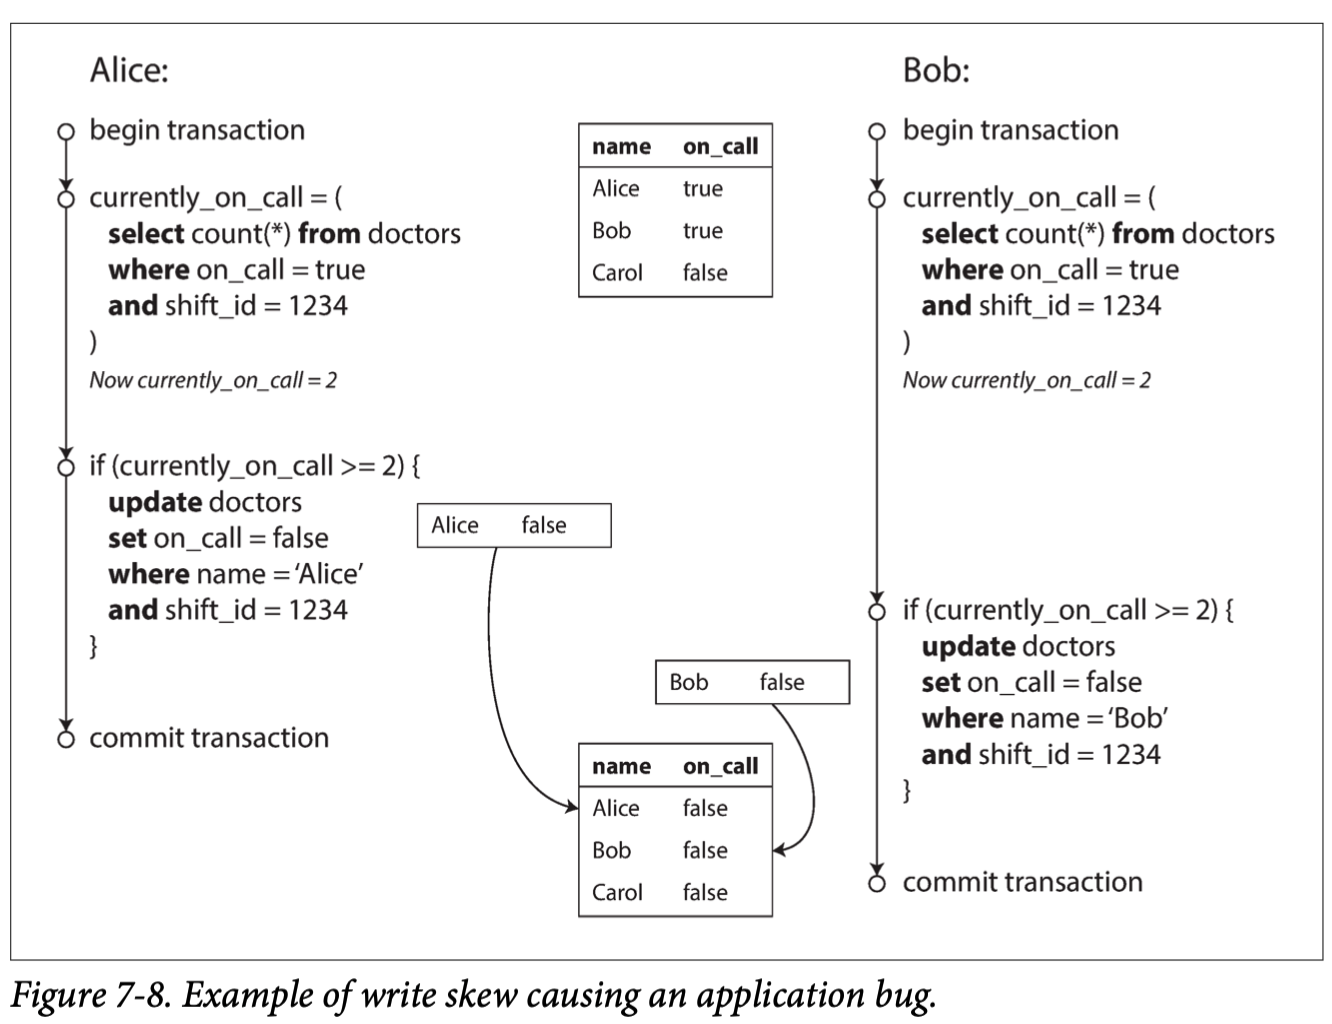 Alice:
begin transaction
currently_on_call = (
select count(*) from doctors
where on_call = true
and shift_id = 1234
)
Now currently_on_call = 2
if (currently_on_call >= 2) {
update doctors
set on_call = false
where name = ‘Alice’
and shift_id = 1234
}
commit transaction
name on_call
Alice true
Bob true
Carol false
Alice false
Bob false
name on_call
Alice false
Bob false
Carol false
Bob:
begin transaction
currently_on_call = (
select count(*) from doctors
where on_call = true
and shift_id = 1234
)
Now currently_on_call = 2
if (currently_on_call >= 2) {
update doctors
set on_call = false
where name = ‘Bob’
and shift_id = 1234
}
commit transaction
Figure 7-8. Example of write skew causing an application bug.